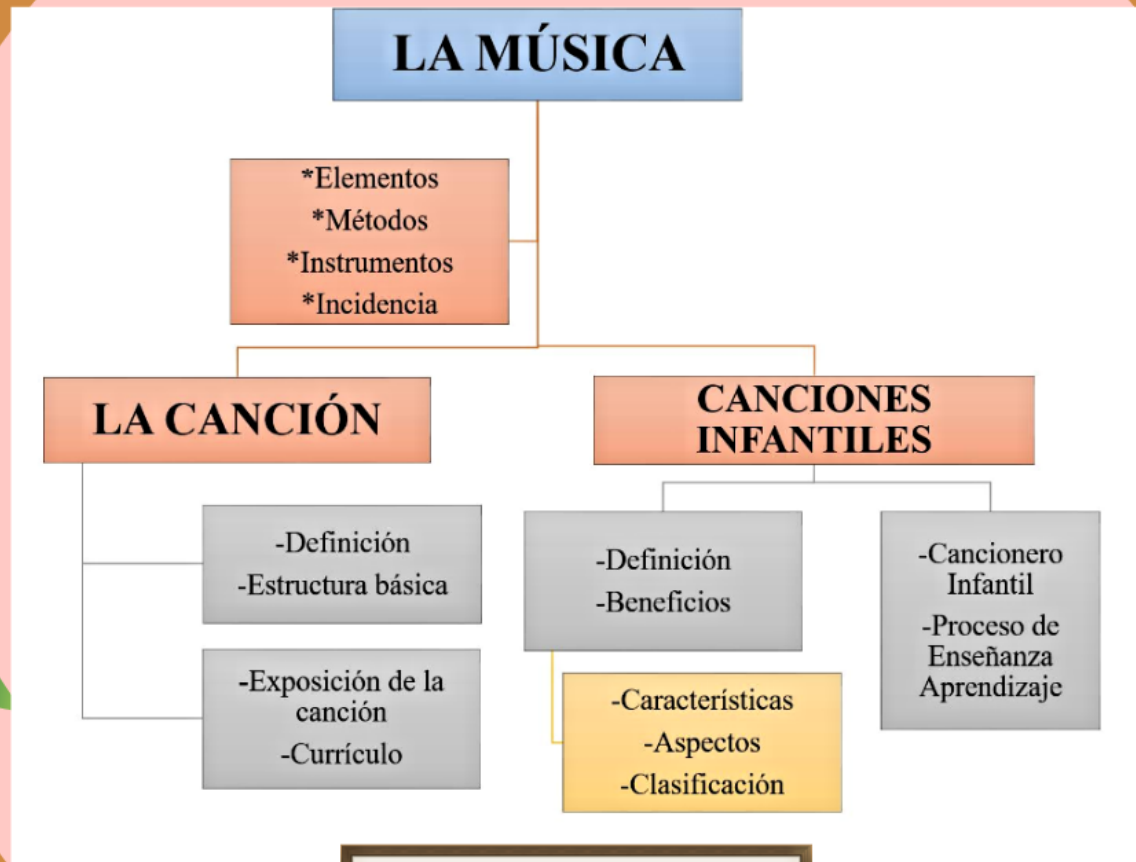 LA MÚSICA
*Elementos
*Métodos
*Instrumentos
*Incidencia
LA CANCIÓN
-Definición
-Estructura básica
-Exposición de la
canción
-Currículo
CANCIONES
INFANTILES
-Definición
-Beneficios
-Características
-Aspectos
-Clasificación
-Cancionero
Infantil
-Proceso de
Enseñanza
Aprendizaje